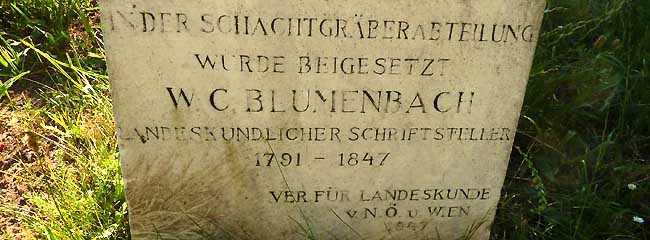 IN DER SCHACHTGRÄBERABTEILUNG
WURDE BEIGESETZT
W. C. BLUMENBACH
LANDESKUNDLICHER SCHRIFTSTELLER
1791 - 1847
VER. FÜR LANDESKUNDE
v. N. Ö. u. WIEN